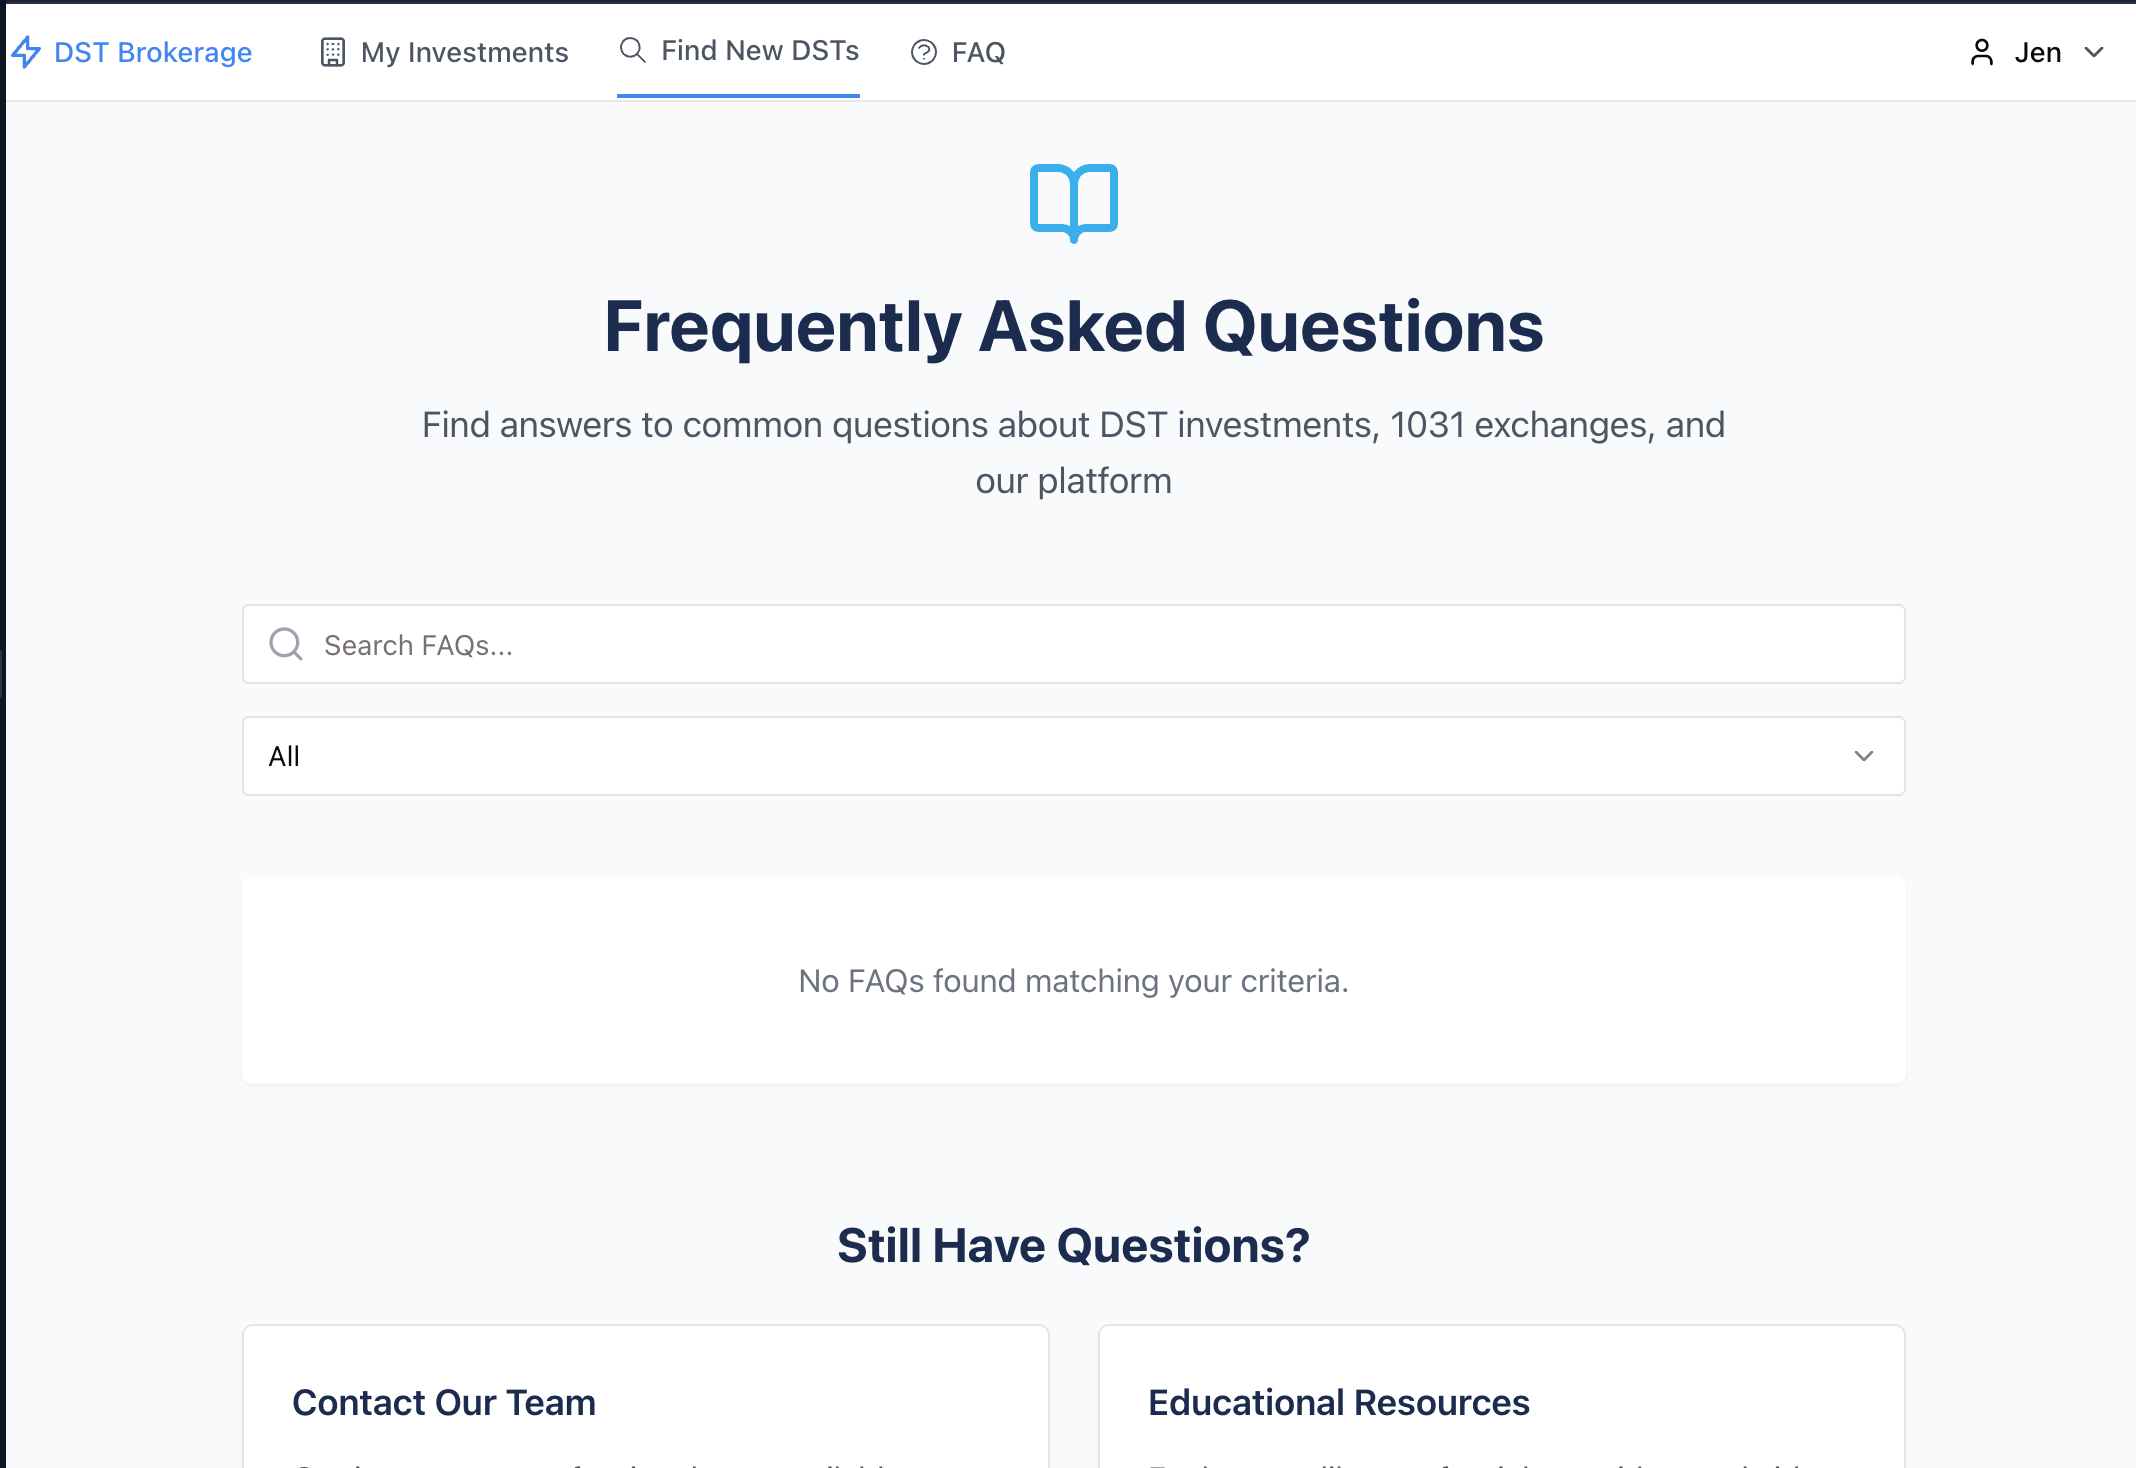 DST Brokerage
My Investments
Find New DSTs
FAQ
Jen
Frequently Asked Questions
Find answers to common questions about DST investments, 1031 exchanges, and
our platform
Search FAQs...
All
No FAQs found matching your criteria.
Still Have Questions?
Contact Our Team
Educational Resources